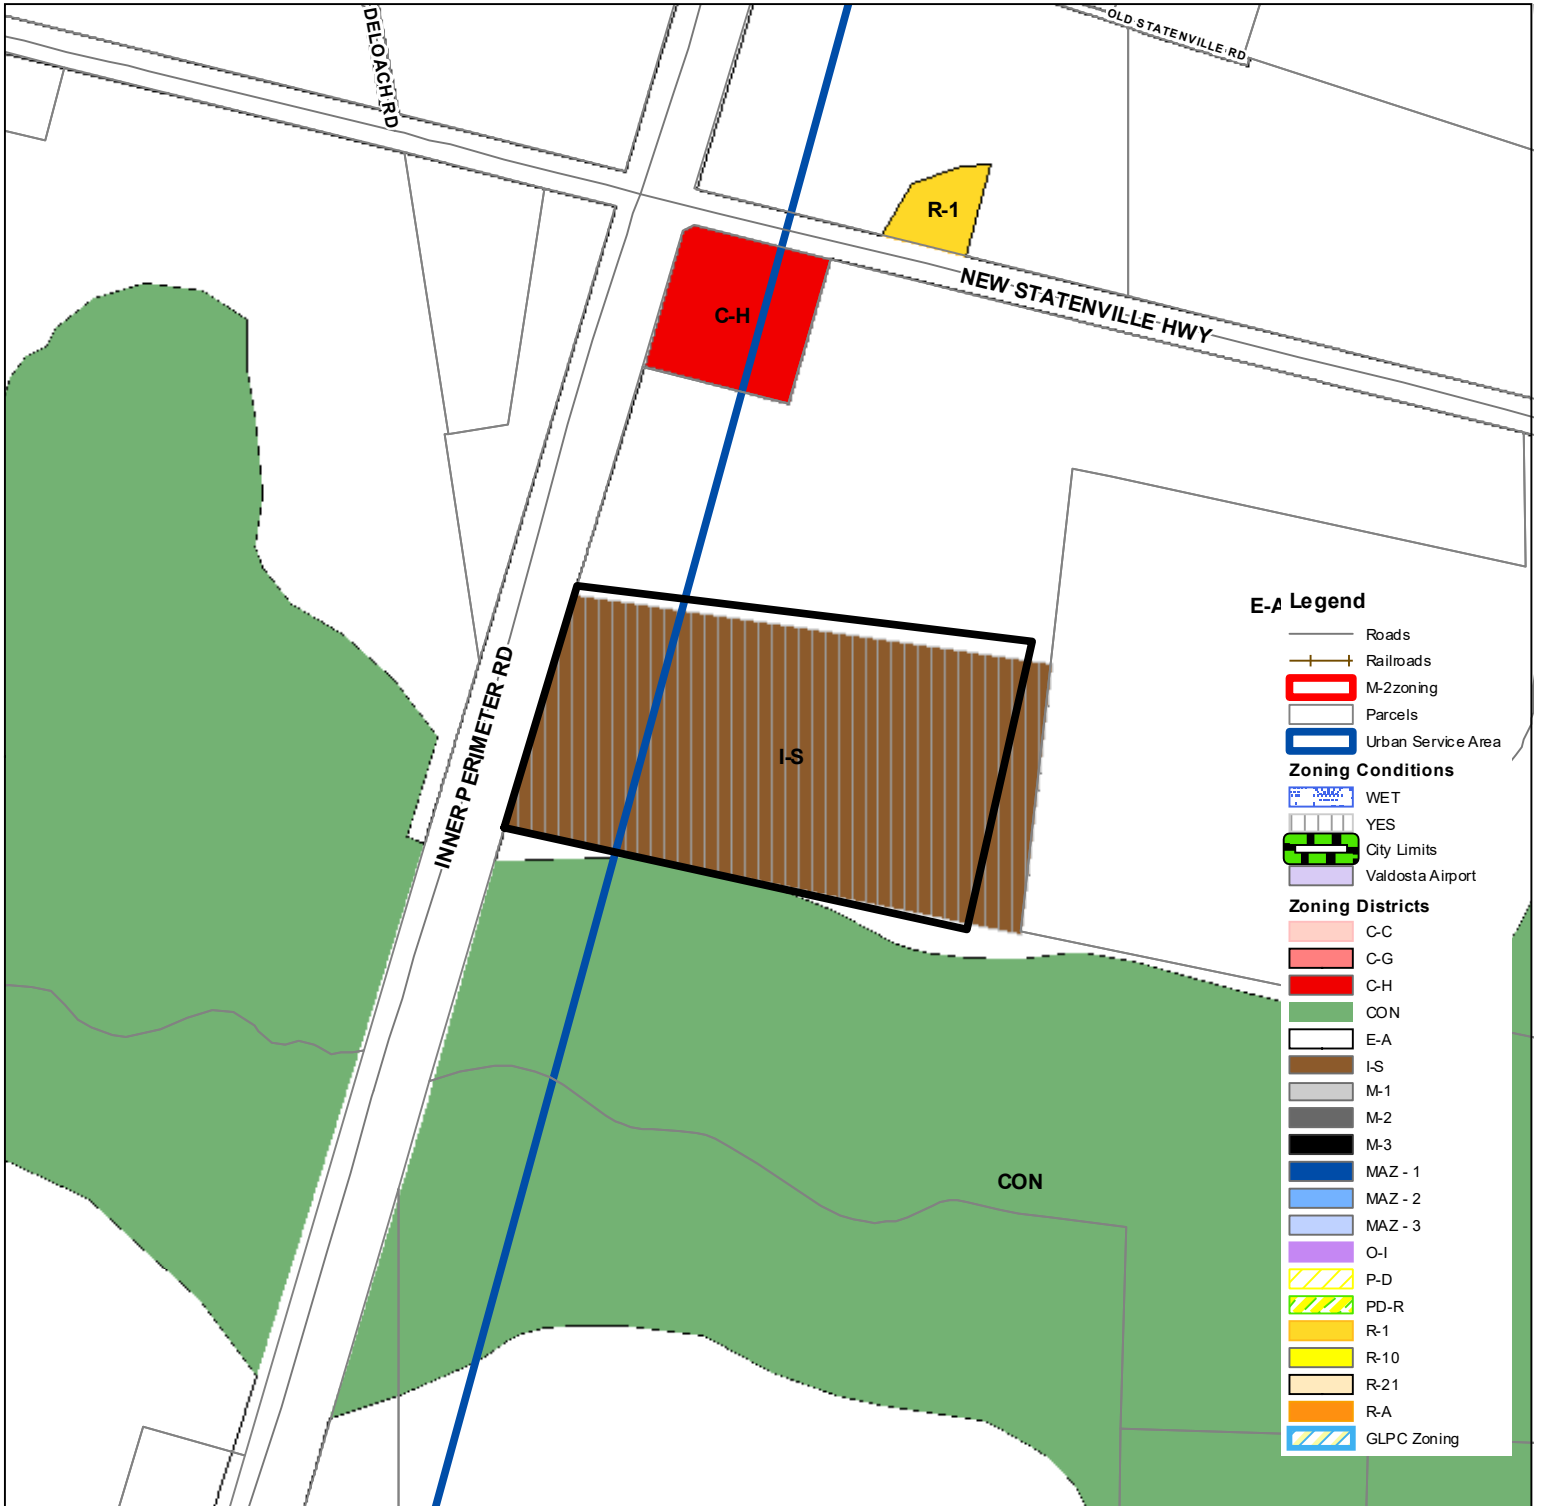 DELOACH RD
OLD STATENVILLE RD
R-1
NEW STATENVILLE HWY
C-H
INNER PERIMETER RD
I-S
CON
E-A
Legend
Roads
Railroads
M-2zoning
Parcels
Urban Service Area
Zoning Conditions
WET
YES
City Limits
Valdosta Airport
Zoning Districts
C-C
C-G
C-H
CON
E-A
I-S
M-1
M-2
M-3
MAZ - 1
MAZ - 2
MAZ - 3
O-I
P-D
PD-R
R-1
R-10
R-21
R-A
GLPC Zoning